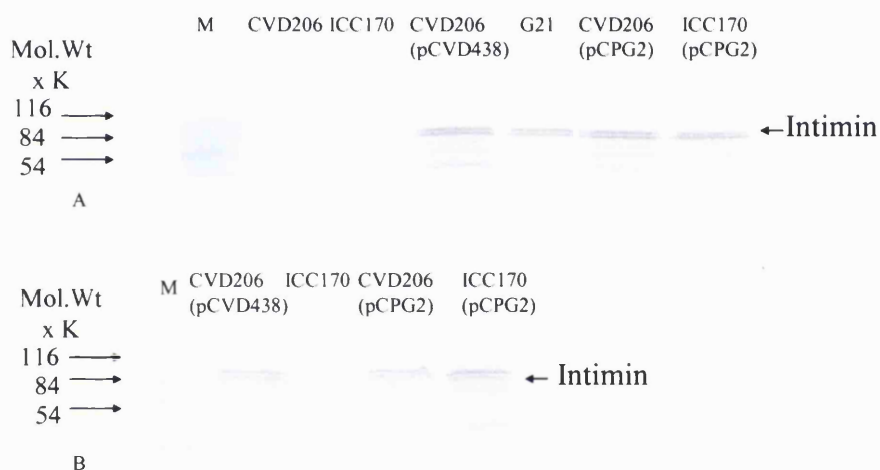 M CVD206 ICC170 CVD206 G21 CVD206 ICC170
(pCVD438) (pCPG2) (pCPG2)
Mol.Wt
x K
116
84
54
←Intimin
A
M CVD206 ICC170 CVD206 ICC170
(pCVD438) (pCPG2) (pCPG2)
Mol.Wt
x K
116
84
54
← Intimin
B